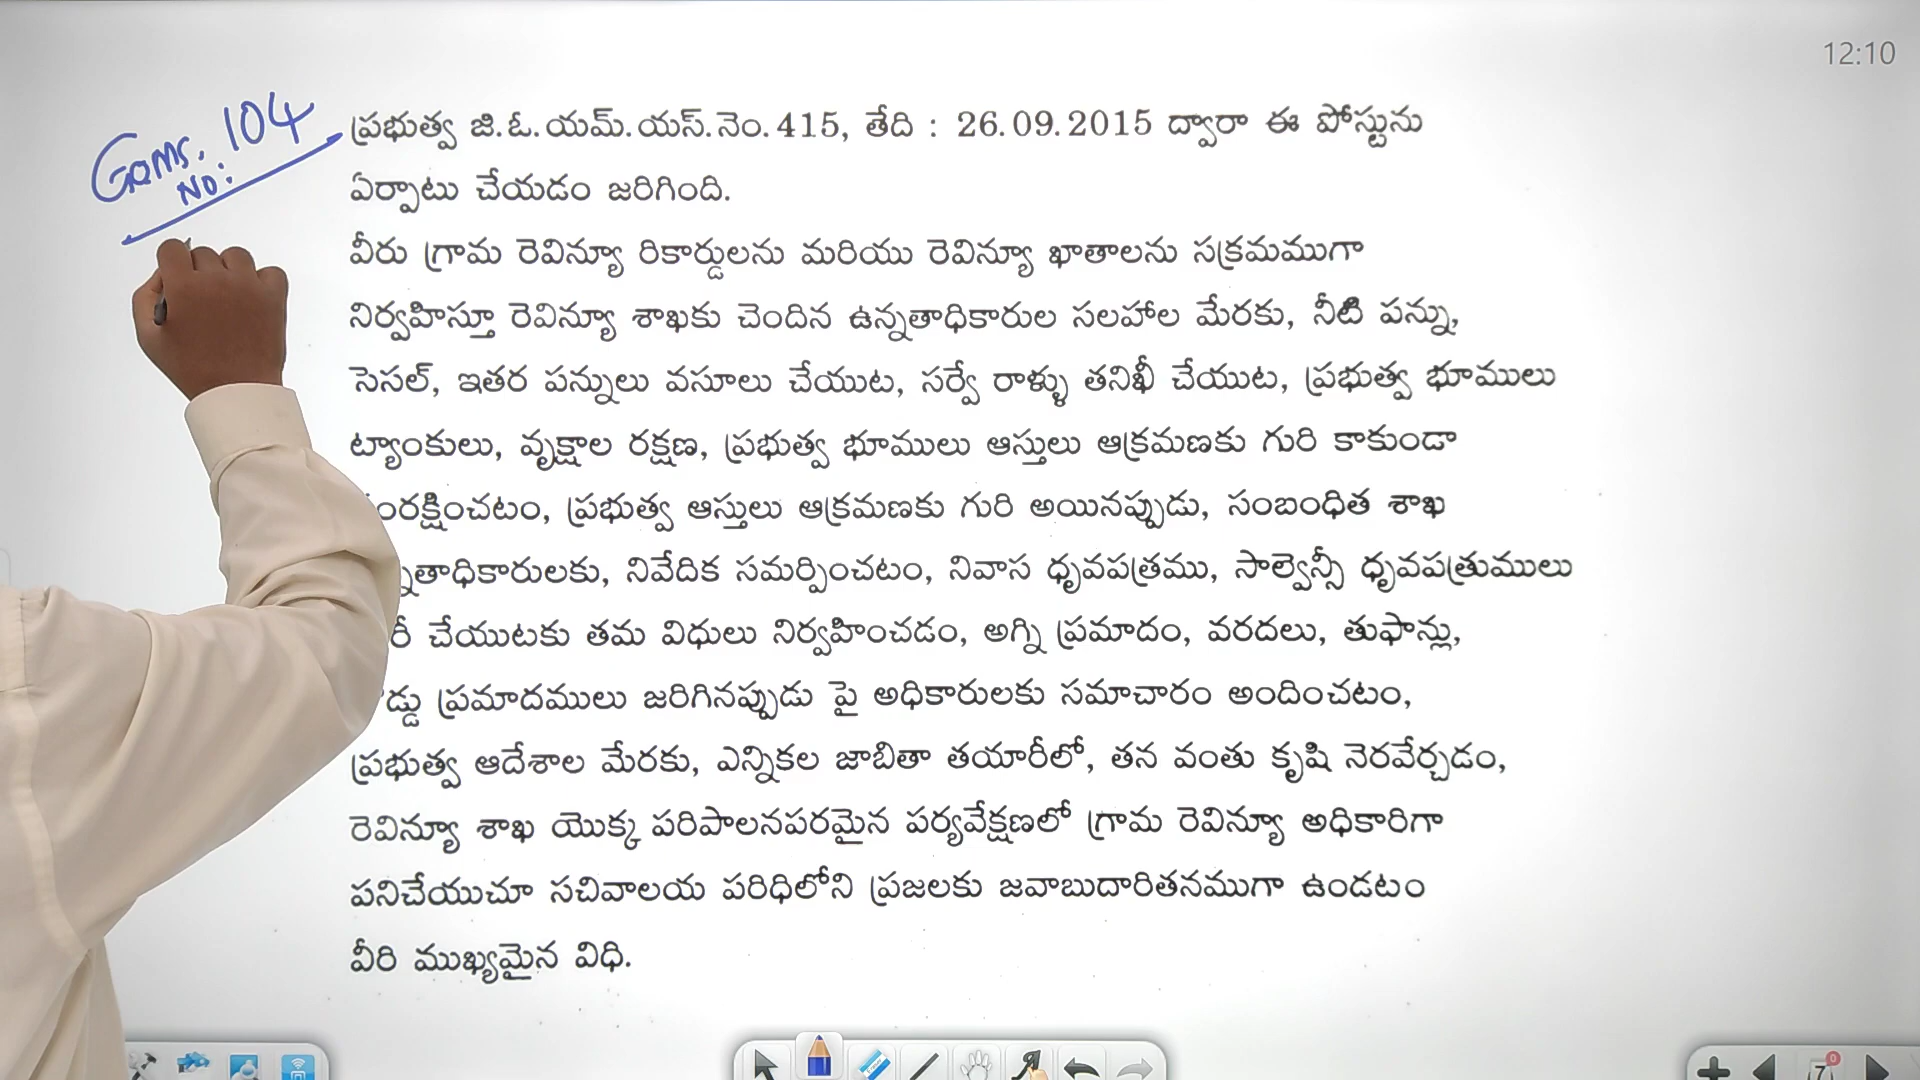 12:10
Goms. 104
No:
ప్రభుత్వ జి.ఓ.యమ్.యస్.నెం.415, తేది : 26.09.2015 ద్వారా ఈ పోస్టును
ఏర్పాటు చేయడం జరిగింది.
వీరు గ్రామ రెవిన్యూ రికార్డులను మరియు రెవిన్యూ ఖాతాలను సక్రమముగా
నిర్వహిస్తూ రెవిన్యూ శాఖకు చెందిన ఉన్నతాధికారుల సలహాల మేరకు, నీటి పన్ను,
సెసల్, ఇతర పన్నులు వసూలు చేయుట, సర్వే రాళ్ళు తనిఖీ చేయుట, ప్రభుత్వ భూములు
ట్యాంకులు, వృక్షాల రక్షణ, ప్రభుత్వ భూములు ఆస్తులు ఆక్రమణకు గురి కాకుండా
ప్రభుత్వ ఆస్తులు ఆక్రమణకు గురి అయినప్పుడు, సంబంధిత శాఖ
నివేదిక సమర్పించటం, నివాస ధృవపత్రము, సాల్వెన్సీ ధృవపత్రుములు
చేయుటకు తమ విధులు నిర్వహించడం, అగ్ని ప్రమాదం, వరదలు, తుఫాన్లు,
ప్రమాదములు జరిగినప్పుడు పై అధికారులకు సమాచారం అందించటం,
ప్రభుత్వ ఆదేశాల మేరకు, ఎన్నికల జాబితా తయారీలో, తన వంతు కృషి నెరవేర్చడం,
రెవిన్యూ శాఖ యొక్క పరిపాలనపరమైన పర్యవేక్షణలో గ్రామ రెవిన్యూ అధికారిగా
పనిచేయుచూ సచివాలయ పరిధిలోని ప్రజలకు జవాబుదారితనముగా ఉండటం
వీరి ముఖ్యమైన విధి.